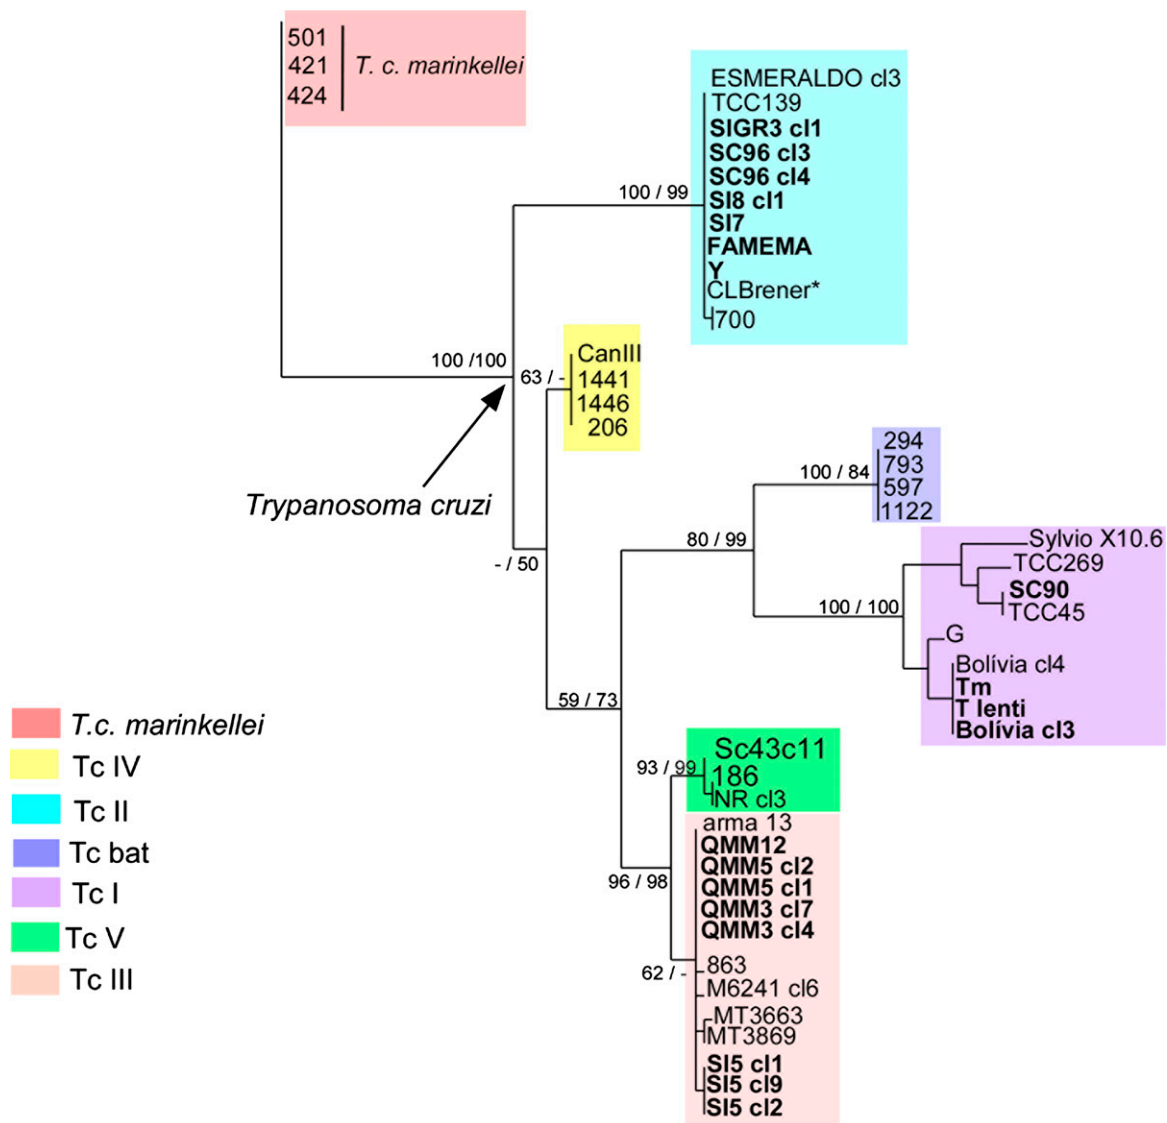 501
421
424
T. c. marinkellei
ESMERALDO cl3
TCC139
SIGR3 cl1
SC96 cl3
SC96 cl4
SI8 cl1
SI7
FAMEMA
Y
CLBrener*
700
100 / 99
100 /100
63 / -
CanIII
1441
1446
206
Trypanosoma cruzi
- / 50
100 / 84
294
793
597
1122
80 / 99
Sylvio X10.6
TCC269
SC90
TCC45
100 / 100
G
Bolívia cl4
Tm
T lenti
Bolívia cl3
59 / 73
93 / 99
Sc43c11
186
NR cl3
arma 13
QMM12
QMM5 cl2
QMM5 cl1
QMM3 cl7
QMM3 cl4
96 / 98
62 / -
863
M6241 cl6
MT3663
MT3869
SI5 cl1
SI5 cl9
SI5 cl2
T.c. marinkellei
Tc IV
Tc II
Tc bat
Tc I
Tc V
Tc III